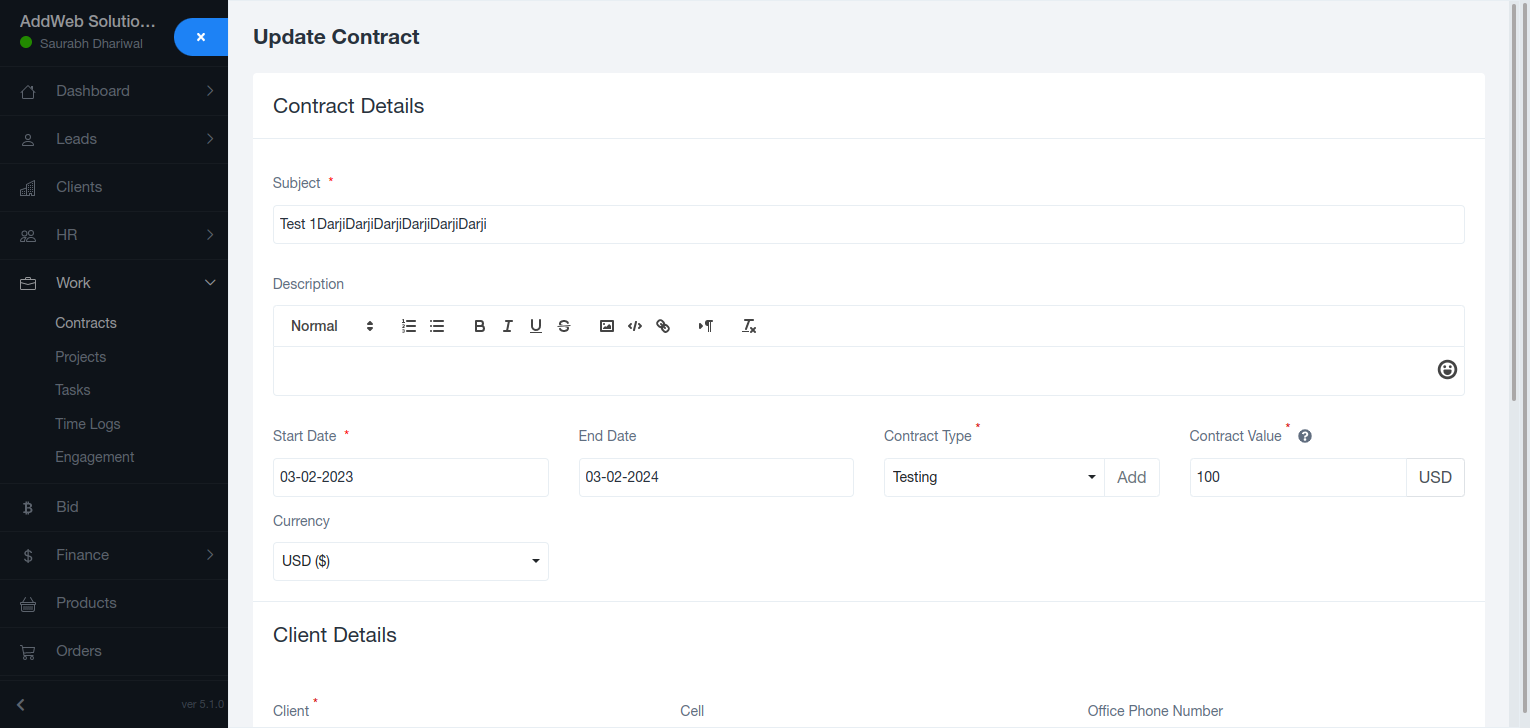 AddWeb Solutio...
Saurabh Dhariwal
×
Dashboard
Leads
Clients
HR
Work
Contracts
Projects
Tasks
Time Logs
Engagement
Bid
Finance
Products
Orders
ver 5.1.0
Update Contract
Contract Details
Subject *
Test 1DarjiDarjiDarjiDarjiDarjiDarji
Description
Normal
Start Date * End Date Contract Type * Contract Value *
03-02-2023 03-02-2024 Testing Add 100 USD
Currency
USD ($)
Client Details
Client * Cell Office Phone Number